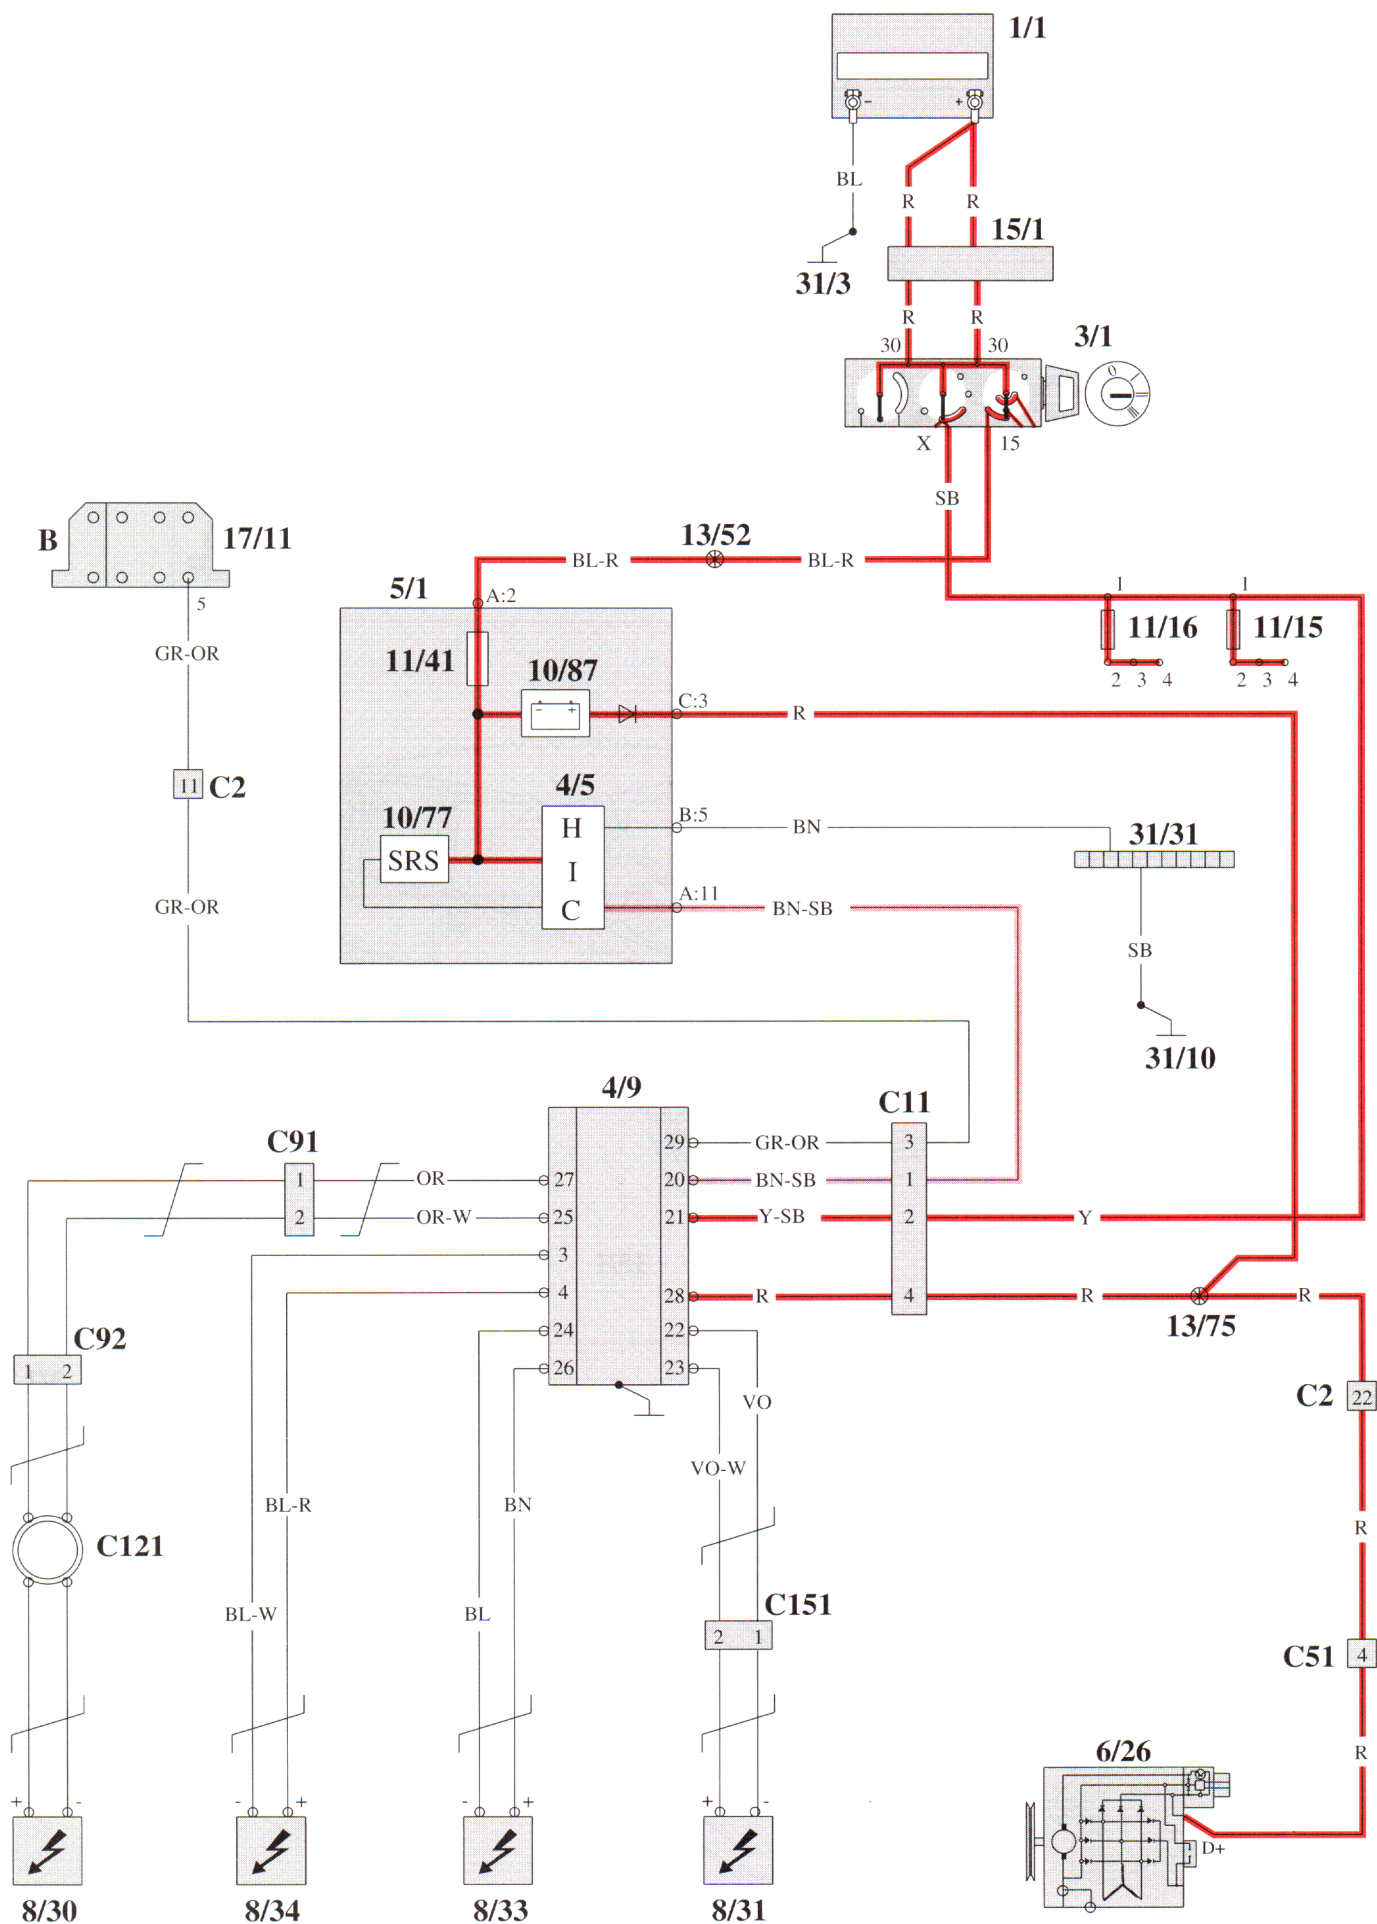 1/1
- +
BL
R R
15/1
31/3
R R
30 30
3/1
0 I II III
X 15
SB
B 17/11
5
13/52
BL-R BL-R
5/1
A:2
1 1
11/16 11/15
2 3 4 2 3 4
GR-OR
11/41
10/87
- +
C:3
R
11 C2
4/5
10/77
SRS
H
I
C
B:5
BN
31/31
A:11
BN-SB
GR-OR
SB
31/10
4/9
C11
C91
29 GR-OR 3
1 OR 27
20 BN-SB 1
2 OR-W 25
21 Y-SB 2 Y
3
4
28 R 4 R R
13/75
C92
1 2
24 22
26 23
C2 22
VO
VO-W
BL-R
BN
R
C121
BL-W
BL
C151
2 1
C51 4
R
6/26
D+
+ - - + - + + -
8/30 8/34 8/33 8/31